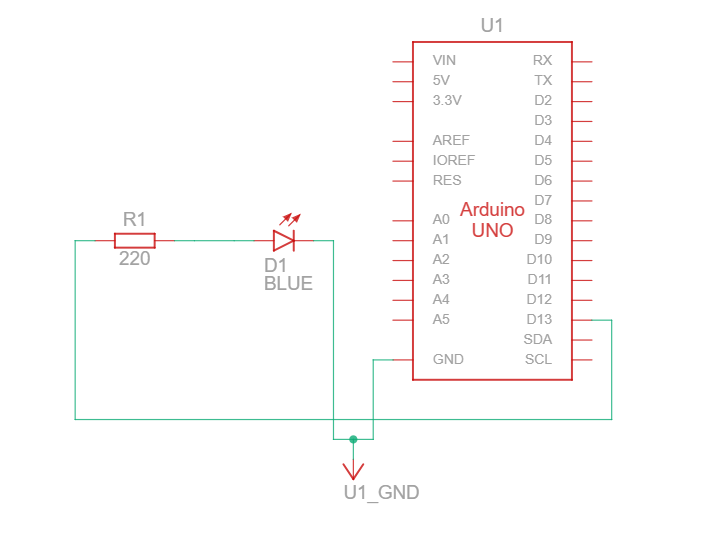 U1
VIN RX
5V TX
3.3V D2
D3
AREF D4
IOREF D5
RES D6
D7
Arduino
UNO
A0 D8
A1 D9
A2 D10
A3 D11
A4 D12
A5 D13
SDA
GND SCL
R1
220
D1
BLUE
U1_GND